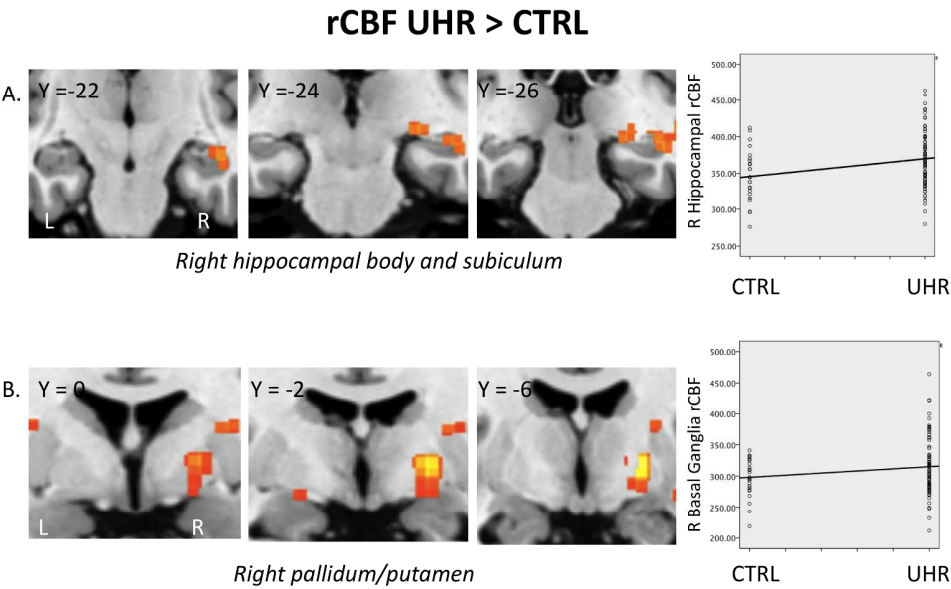 rCBF UHR > CTRL
A.
Y =-22
Y =-24
Y =-26
L
R
Right hippocampal body and subiculum
R Hippocampal rCBF
500.00
450.00
400.00
350.00
300.00
250.00
CTRL
UHR
B.
Y = 0
Y = -2
Y = -6
L
R
Right pallidum/putamen
R Basal Ganglia rCBF
500.00
450.00
400.00
350.00
300.00
250.00
200.00
CTRL
UHR